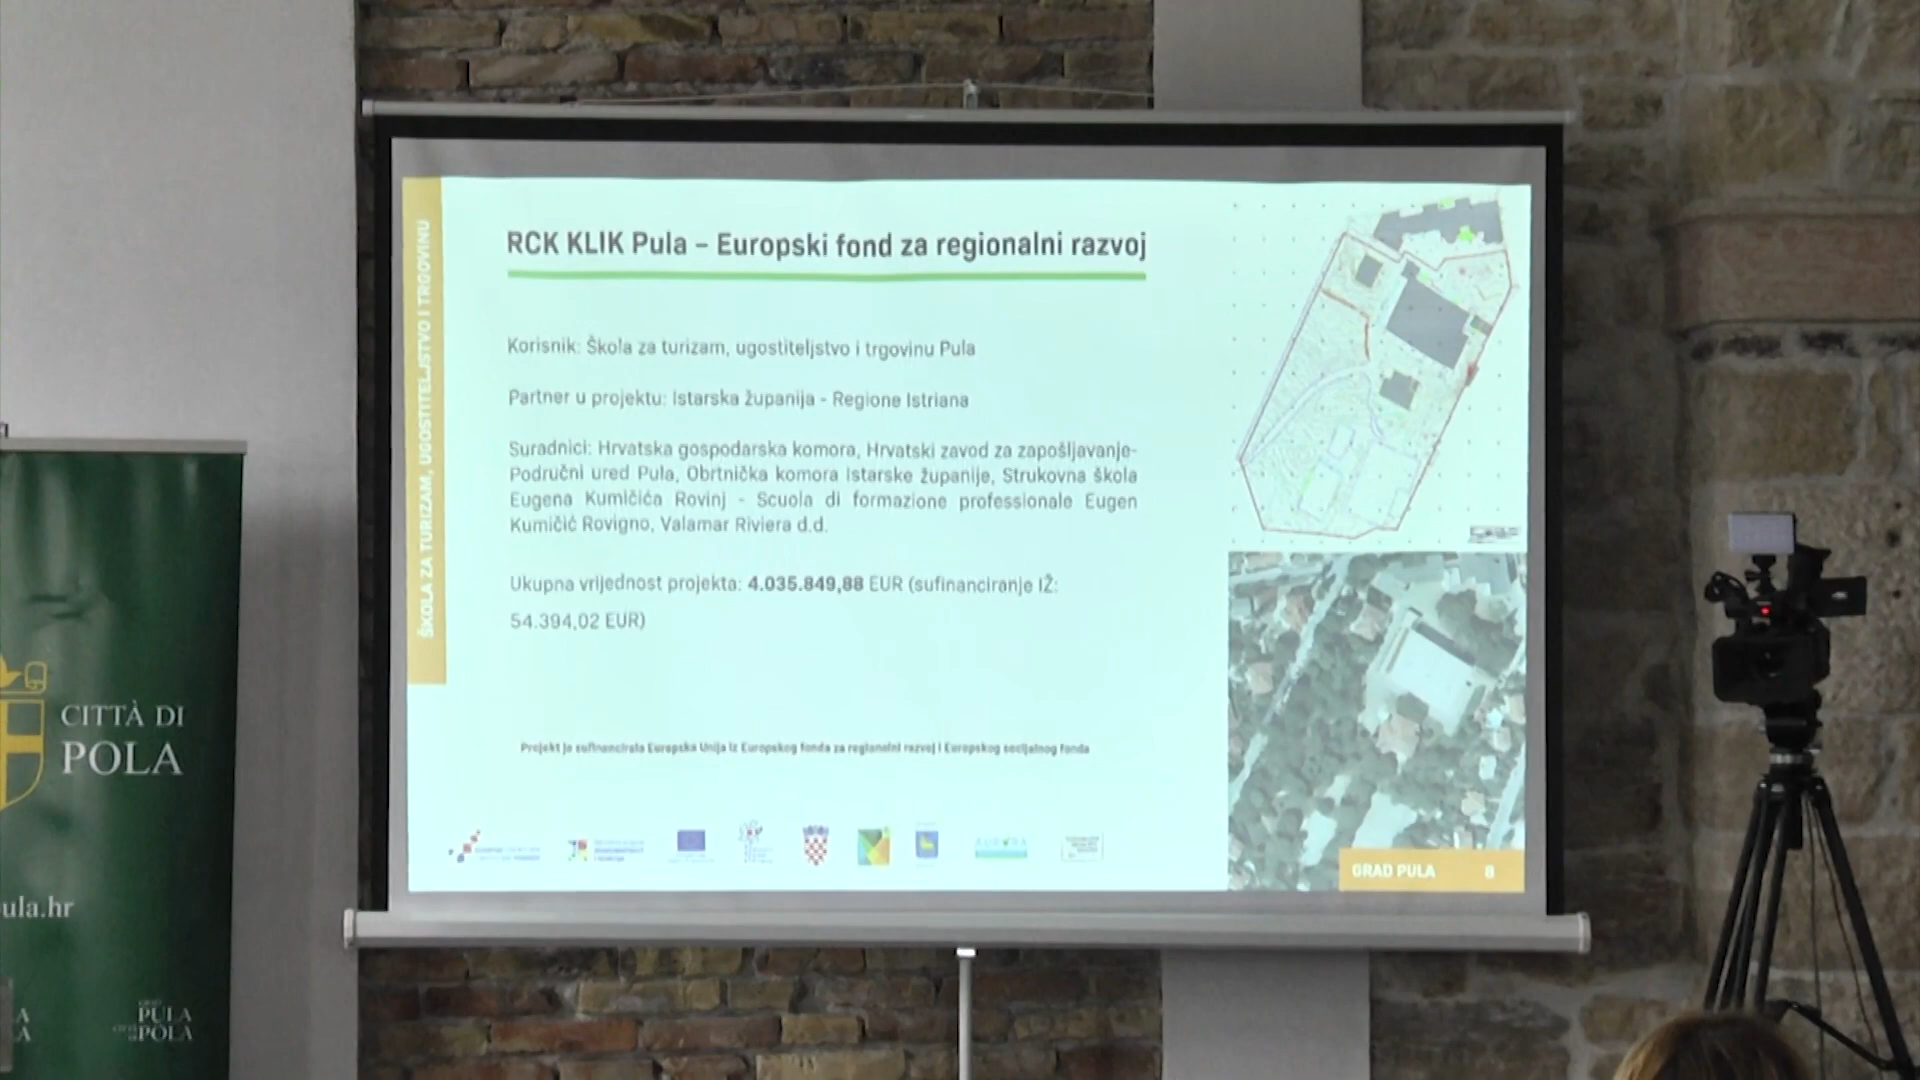 ŠKOLA ZA TURIZAM, UGOSTITELJSTVO I TRGOVINU
RCK KLIK Pula – Europski fond za regionalni razvoj
Korisnik: Škola za turizam, ugostiteljstvo i trgovinu Pula
Partner u projektu: Istarska županija - Regione Istriana
Suradnici: Hrvatska gospodarska komora, Hrvatski zavod za zapošljavanje-
Područni ured Pula, Obrtnička komora Istarske županije, Strukovna škola
Eugena Kumičića Rovinj - Scuola di formazione professionale Eugen
Kumičić Rovigno, Valamar Riviera d.d.
Ukupna vrijednost projekta: 4.035.849,88 EUR (sufinanciranje IŽ:
54.394,02 EUR)
Projekt je sufinancirala Europska Unija iz Europskog fonda za regionalni razvoj i Europskog socijalnog fonda
GRAD PULA 8
CITTÀ DI
POLA
ula.hr
PULA
POLA